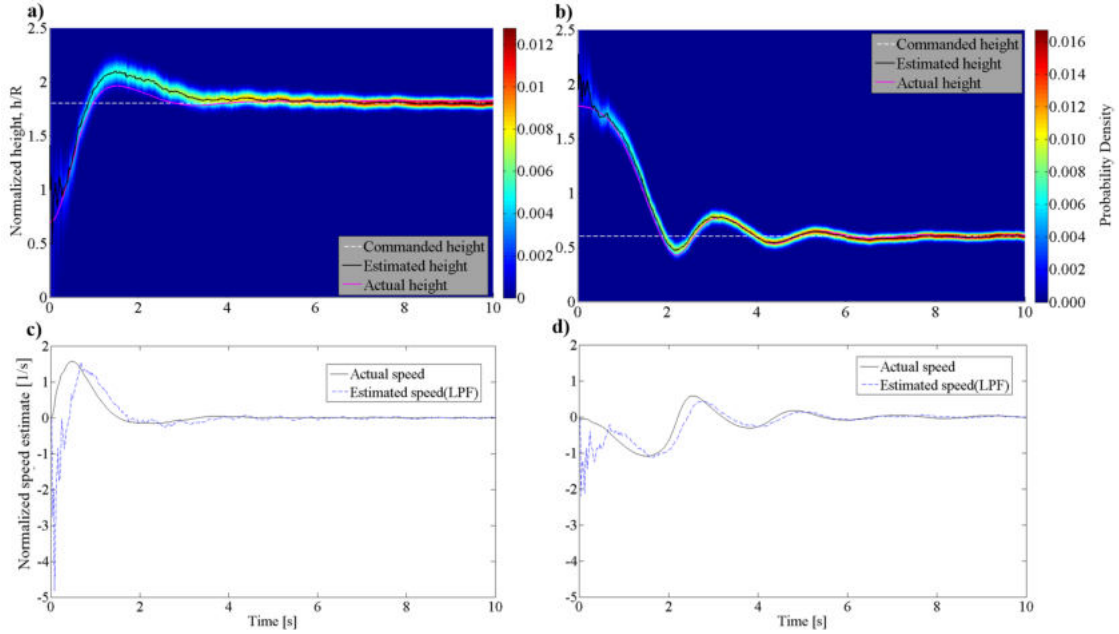 a)
2.5
2
1.5
1
0.5
0
Normalized height, h/R
Commanded height
Estimated height
Actual height
0 2 4 6 8 10
0.012
0.010
0.008
0.006
0.004
0.002
0
b)
2.5
2
1.5
1
0.5
0
Commanded height
Estimated height
Actual height
0 2 4 6 8 10
0.016
0.014
0.012
0.010
0.008
0.006
0.004
0.002
0.000
Probability Density
c)
2
1
0
-1
-2
-3
-4
-5
Normalized speed estimate [1/s]
Actual speed
Estimated speed(LPF)
0 2 4 6 8 10
Time [s]
d)
2
1
0
-1
-2
-3
-4
-5
Actual speed
Estimated speed(LPF)
0 2 4 6 8 10
Time [s]